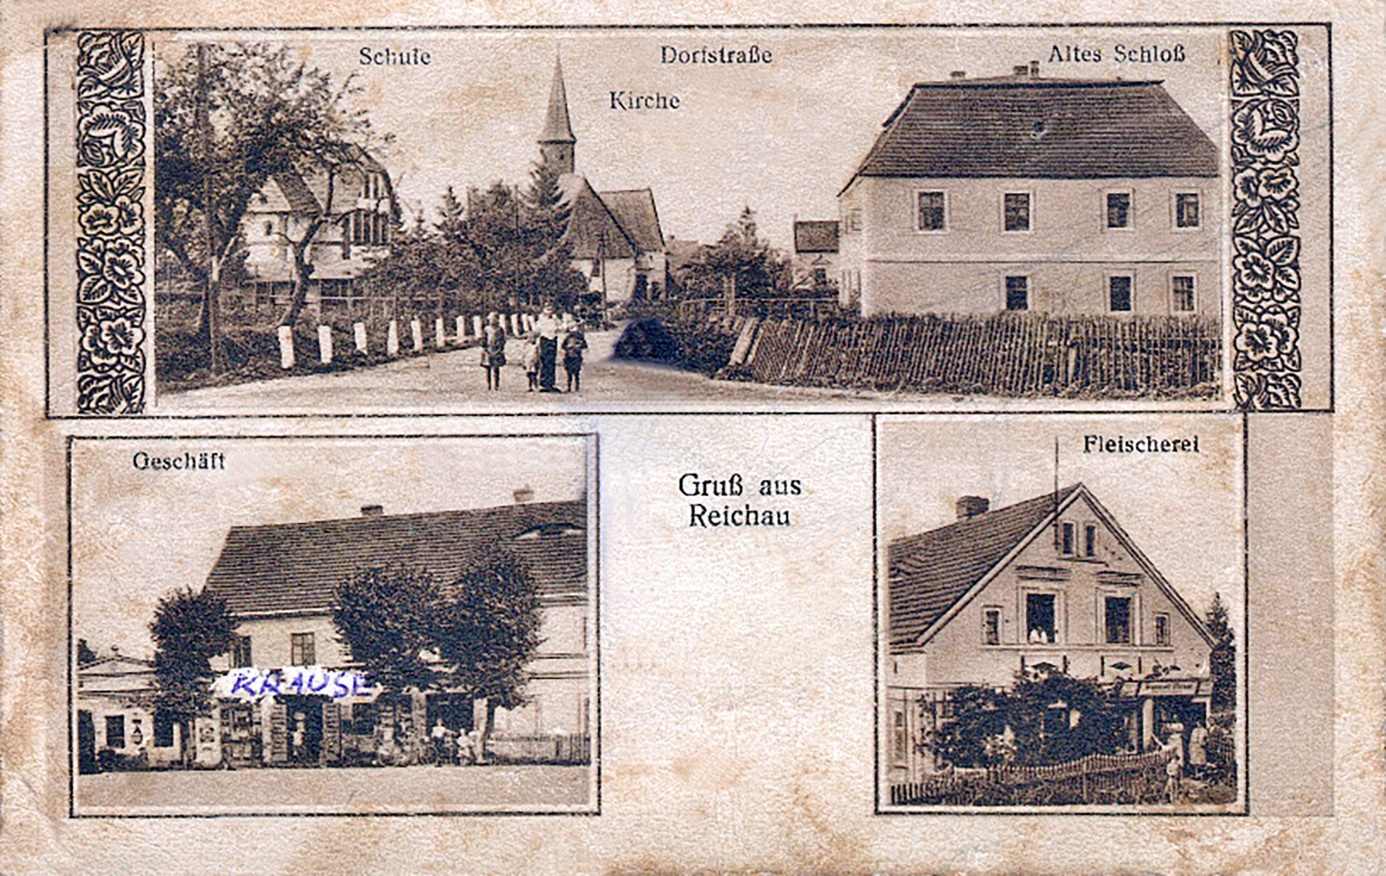 Schule
Dorfstraße
Altes Schloß
Kirche
Geschäft
Fleischerei
Gruß aus
Reichau
KRAUSE